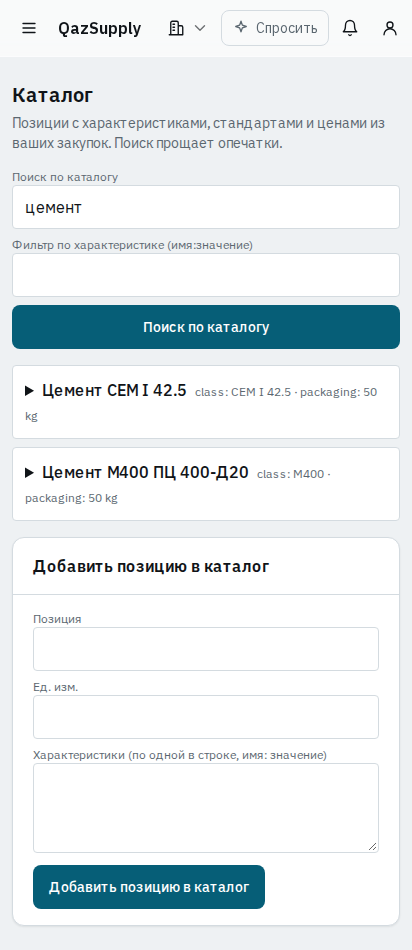 QazSupply
Спросить
Каталог
Позиции с характеристиками, стандартами и ценами из
ваших закупок. Поиск прощает опечатки.
Поиск по каталогу
цемент
Фильтр по характеристике (имя:значение)
Поиск по каталогу
Цемент CEM I 42.5 class: CEM I 42.5 · packaging: 50
kg
Цемент М400 ПЦ 400-Д20 class: M400 ·
packaging: 50 kg
Добавить позицию в каталог
Позиция
Ед. изм.
Характеристики (по одной в строке, имя: значение)
Добавить позицию в каталог